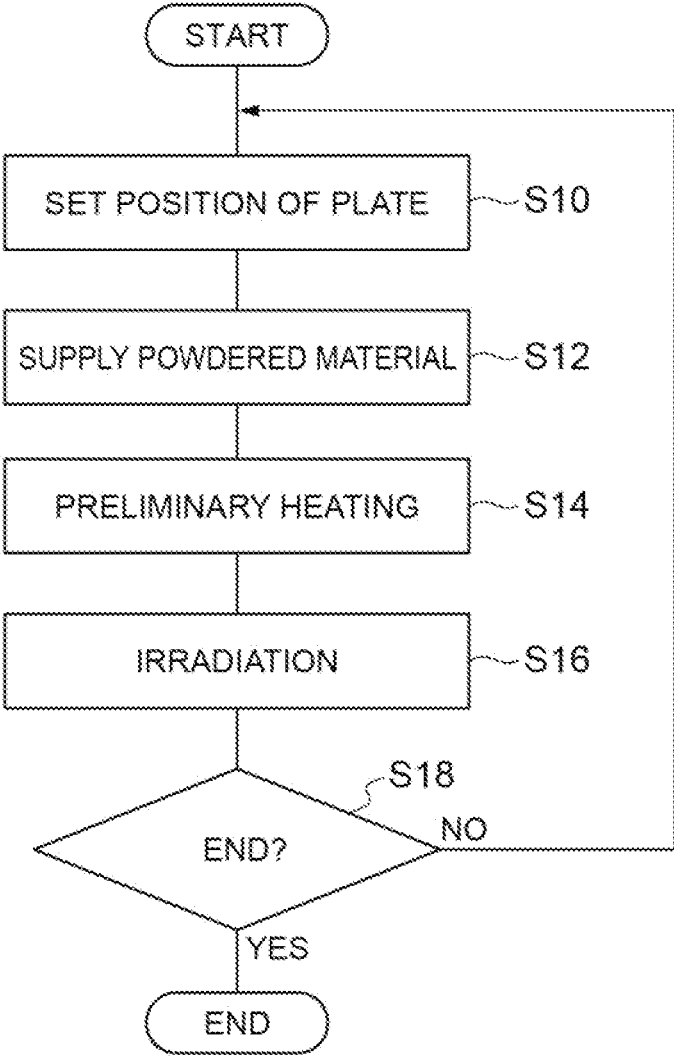 START
SET POSITION OF PLATE
S10
SUPPLY POWDERED MATERIAL
S12
PRELIMINARY HEATING
S14
IRRADIATION
S16
S18
END?
NO
YES
END